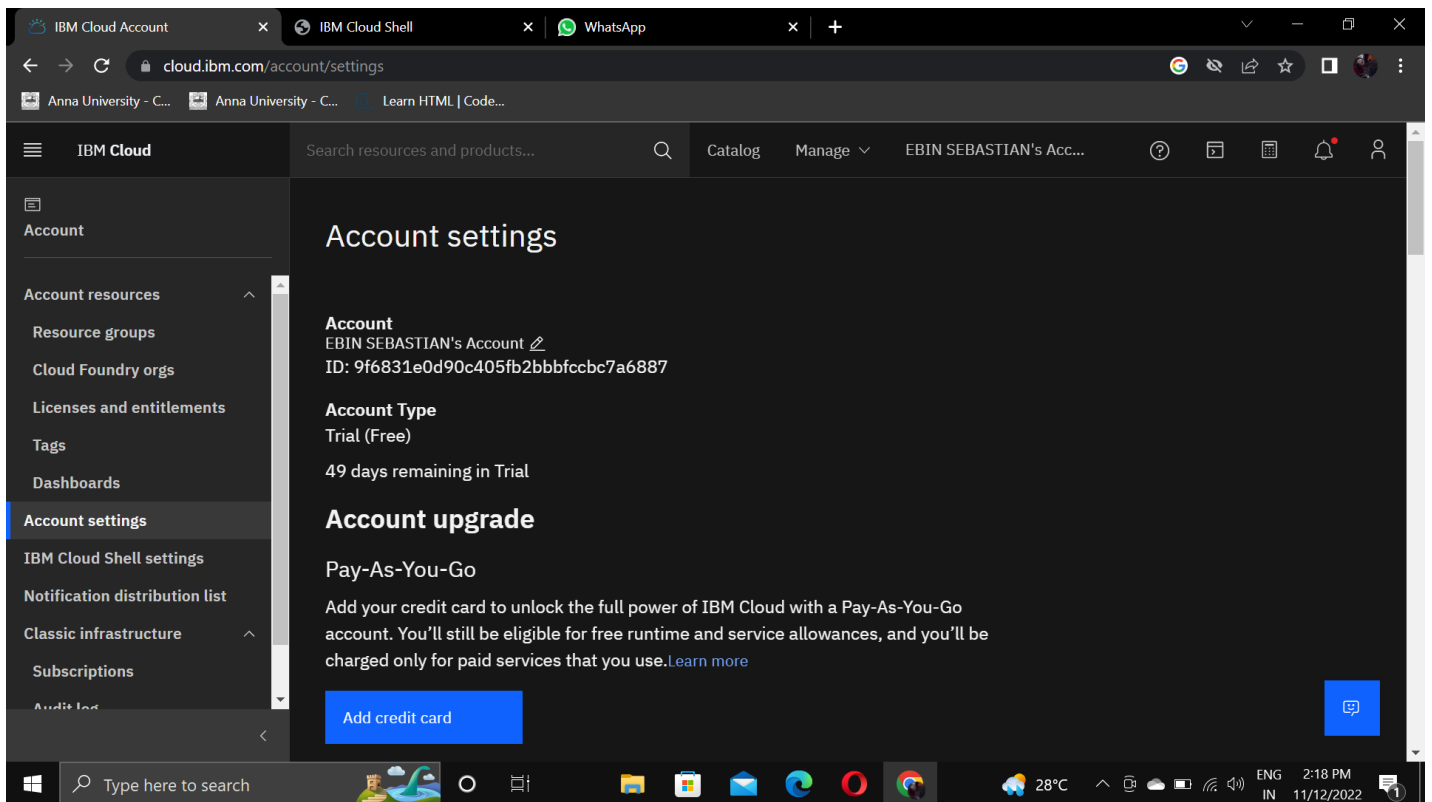 IBM Cloud Account
IBM Cloud Shell
WhatsApp
cloud.ibm.com/account/settings
Anna University - C...
Anna University - C...
Learn HTML | Code...
IBM Cloud
Search resources and products...
Catalog
Manage
EBIN SEBASTIAN's Acc...
Account
Account resources
Resource groups
Cloud Foundry orgs
Licenses and entitlements
Tags
Dashboards
Account settings
IBM Cloud Shell settings
Notification distribution list
Classic infrastructure
Subscriptions
Audit log
Account settings
Account
EBIN SEBASTIAN's Account
ID: 9f6831e0d90c405fb2bbbfccbc7a6887
Account Type
Trial (Free)
49 days remaining in Trial
Account upgrade
Pay-As-You-Go
Add your credit card to unlock the full power of IBM Cloud with a Pay-As-You-Go
account. You’ll still be eligible for free runtime and service allowances, and you’ll be
charged only for paid services that you use.Learn more
Add credit card
Type here to search
28°C
ENG
IN
2:18 PM
11/12/2022
1